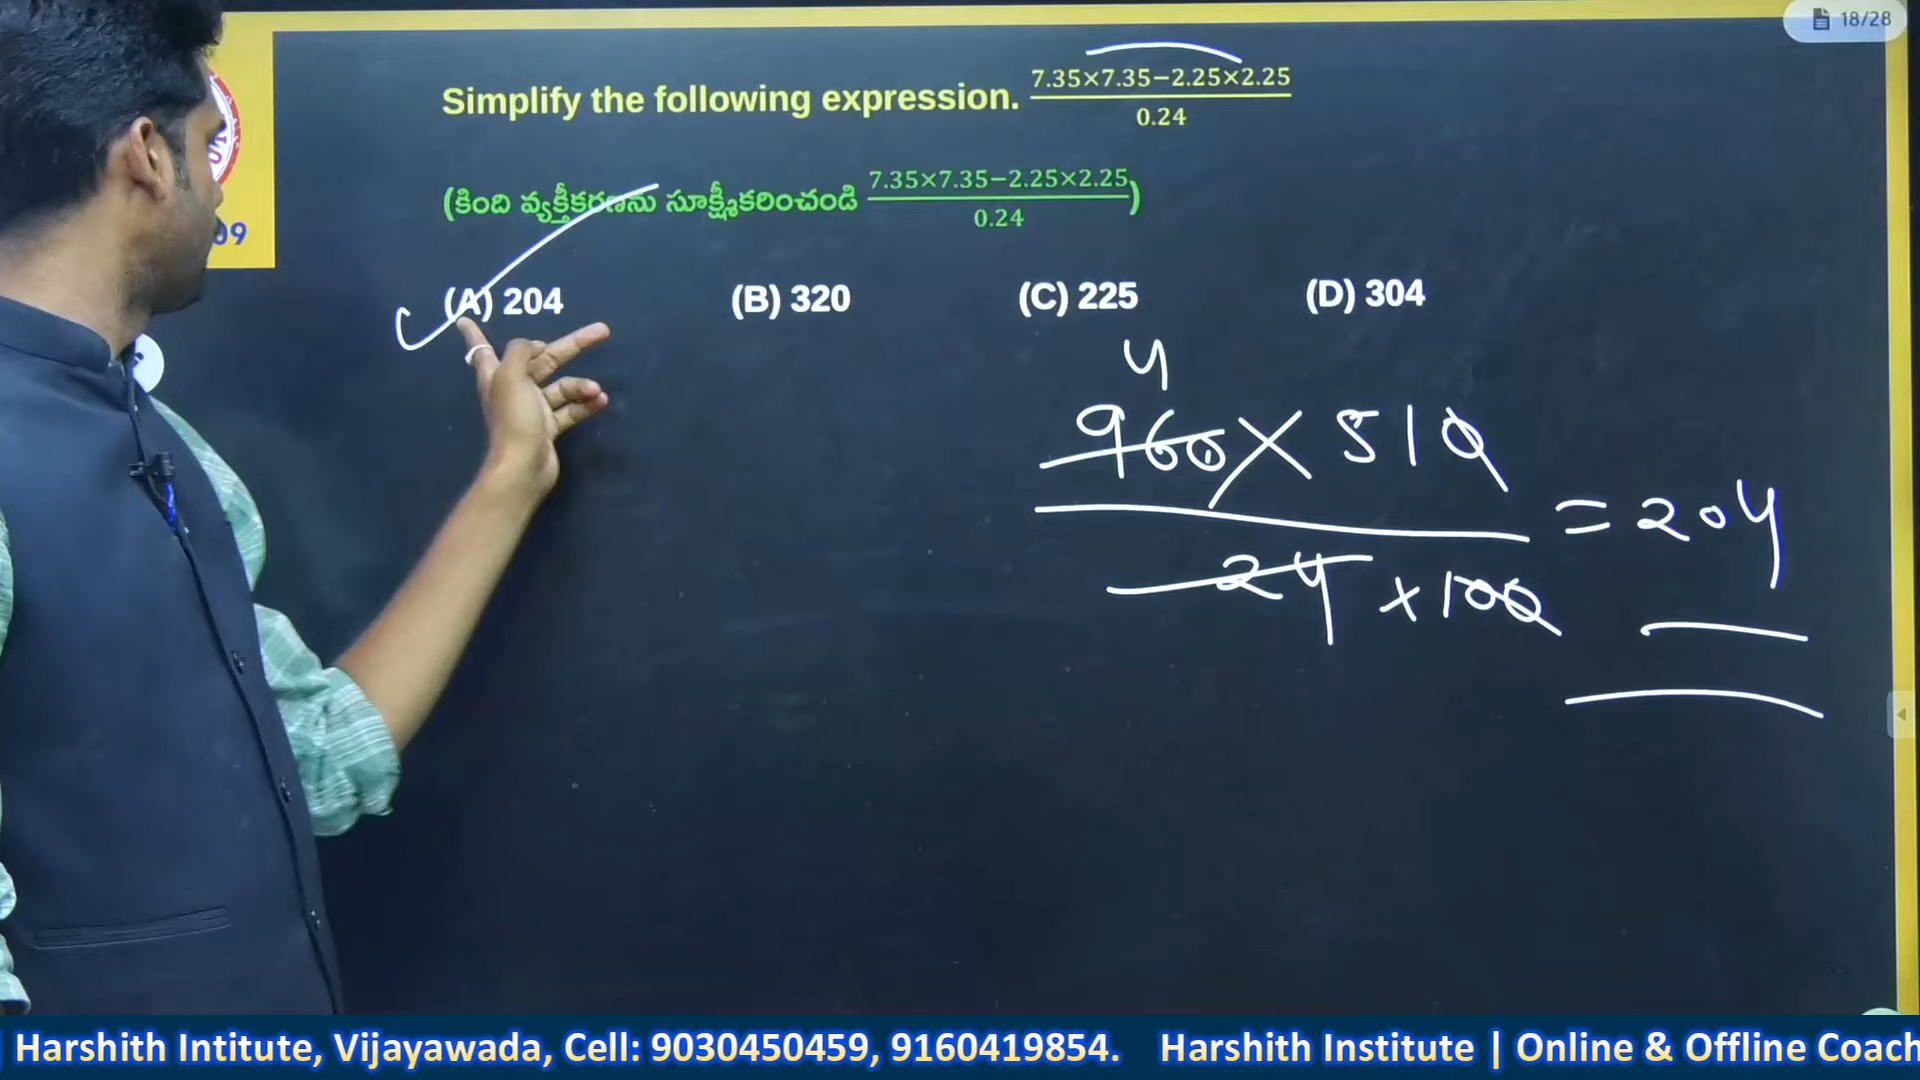 18/28
Simplify the following expression. 7.35×7.35−2.25×2.25
0.24
(కింది వ్యక్తీకరణను సూక్ష్మీకరించండి 7.35×7.35−2.25×2.25)
0.24
09
(A) 204 (B) 320 (C) 225 (D) 304
4
960 × 510
= 204
24 × 100
Harshith Intitute, Vijayawada, Cell: 9030450459, 9160419854. Harshith Institute | Online & Offline Coach